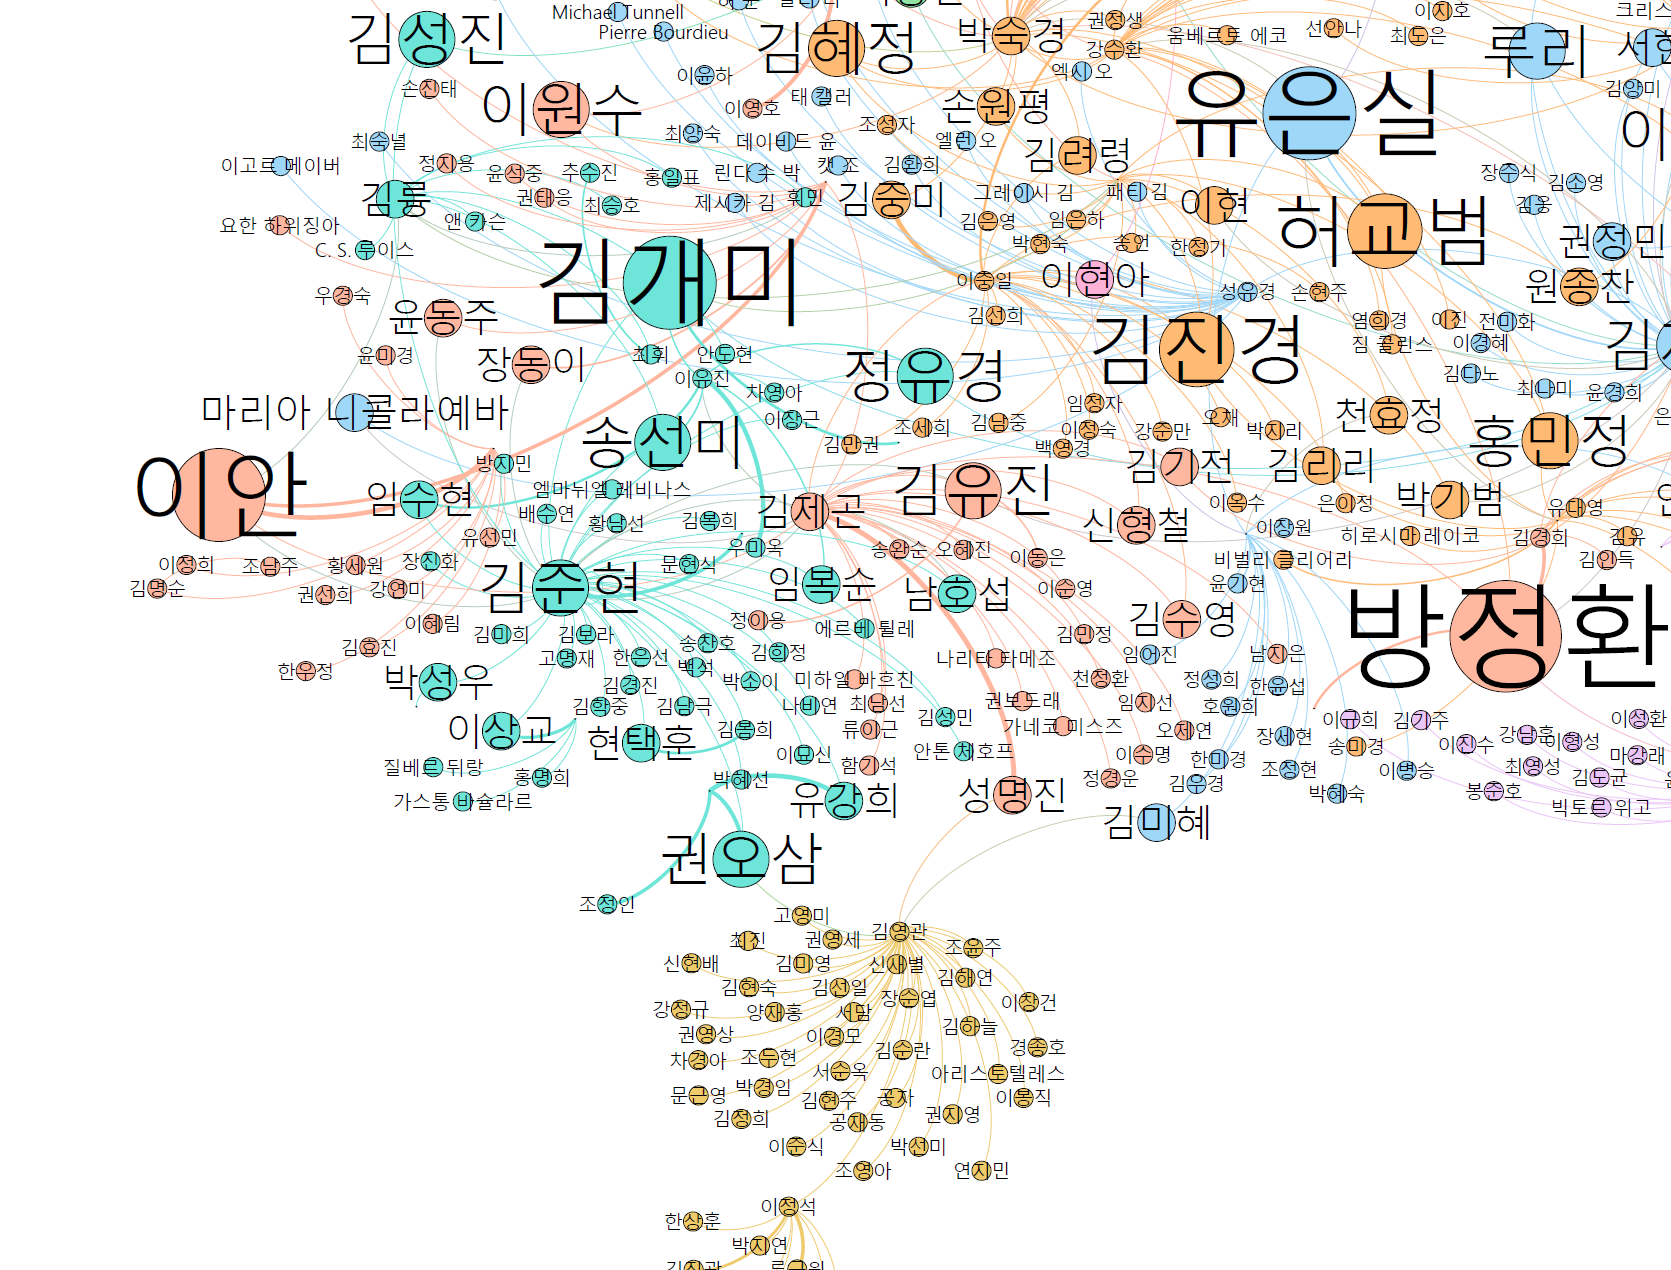 Michael Tunnell
Pierre Bourdieu
김성진
김혜정
박숙경
권정생
강수환
움베르토 에코
선안나
이지호
최도은
루리
크리스
엑시 오
이윤하
손진태
이원수
이영호
태 캘러
손원평
조성자
유은실
김양미
최숙녈
최양숙
데이비드 윤
엘런 오
김려령
이고르 메이버
정지용
윤석중
추수진
홍일표
린다 수 박
캣 조
김환희
장주식
김소영
김륭
권태응
최승호
제시카 김
휴민
김중미
그레이시 김
패티 김
이현
허교범
요한 하위징아
앤 카슨
김은영
임은하
C. S. 루이스
박현숙
송언
한정기
권정민
김개미
이충일
이현아
성유경
손현주
원종찬
우경숙
윤동주
김선희
김진경
염희경
이진
전미화
짐 콜린스
이경혜
윤미경
장동이
최휘
안도현
이유진
정유경
김다노
최나미
윤경희
차영아
마리아 니콜라예바
이장근
조세희
김남중
임정자
오채
천효정
송선미
김만권
이정숙
강준만
박지리
홍민정
백영경
이안
방지민
김유진
김기전
김리리
임수현
엠마뉘엘 레비나스
김제곤
박기범
배수연
황남선
김복희
신형철
이옥수
은이정
유대영
유선민
우미옥
송완순
오혜진
이장원
히로시마 레이코
김경희
이정희
조남주
황세원
장진화
문현식
이동은
비벌리 클리어리
김인득
김명순
권선희
강연미
김준현
임복순
남호섭
이순영
윤기현
방정환
이혜림
김미희
김보라
정이용
에르베 튈레
김수영
김효진
송찬호
김민정
한우정
고명재
한은선
백석
김희정
나리타 타메조
임어진
남지은
박성우
김경진
박소이
미하일 바흐친
천정환
정성희
한윤섭
김학중
김남극
나비연
최남선
권보드래
임지선
호원희
이상교
현택훈
김봄희
류이근
김성민
가네코 미스즈
오세연
이규희
김기주
이성환
질베르 뒤랑
홍명희
이묘신
안톤 체호프
이수명
장세현
송미경
이진수
강남훈
이형성
마강래
박혜선
함기석
한미경
조정현
이병승
최영성
가스통 바슐라르
유강희
성명진
정경운
김우경
박혜숙
봉준호
김도균
김미혜
빅토르 위고
권오삼
조정인
고영미
최진
권영세
김영관
조윤주
신현배
김미영
신새별
김해연
김현숙
김선일
장순엽
이창건
강정규
양재홍
서담
권영상
이경모
김하늘
차경아
조두현
김순란
경종호
서순옥
아리스토텔레스
문근영
박경임
김현주
공자
이봉직
김정희
공재동
권지영
이준식
박선미
조영아
연지민
이정석
한상훈
박지연